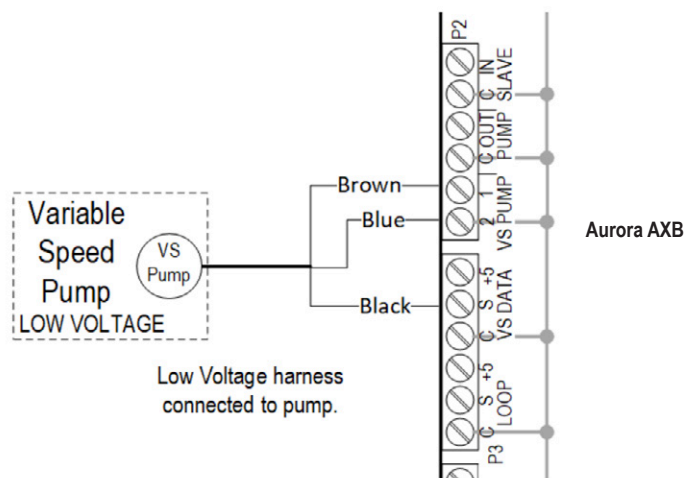 P2
IN
C
SLAVE
OUT
C
PUMP
1
2
VS PUMP
Brown
Blue
Black
Variable
Speed
Pump
LOW VOLTAGE
VS
Pump
Aurora AXB
+5
S
C
VS DATA
+5
S
C
LOOP
P3
Low Voltage harness
connected to pump.